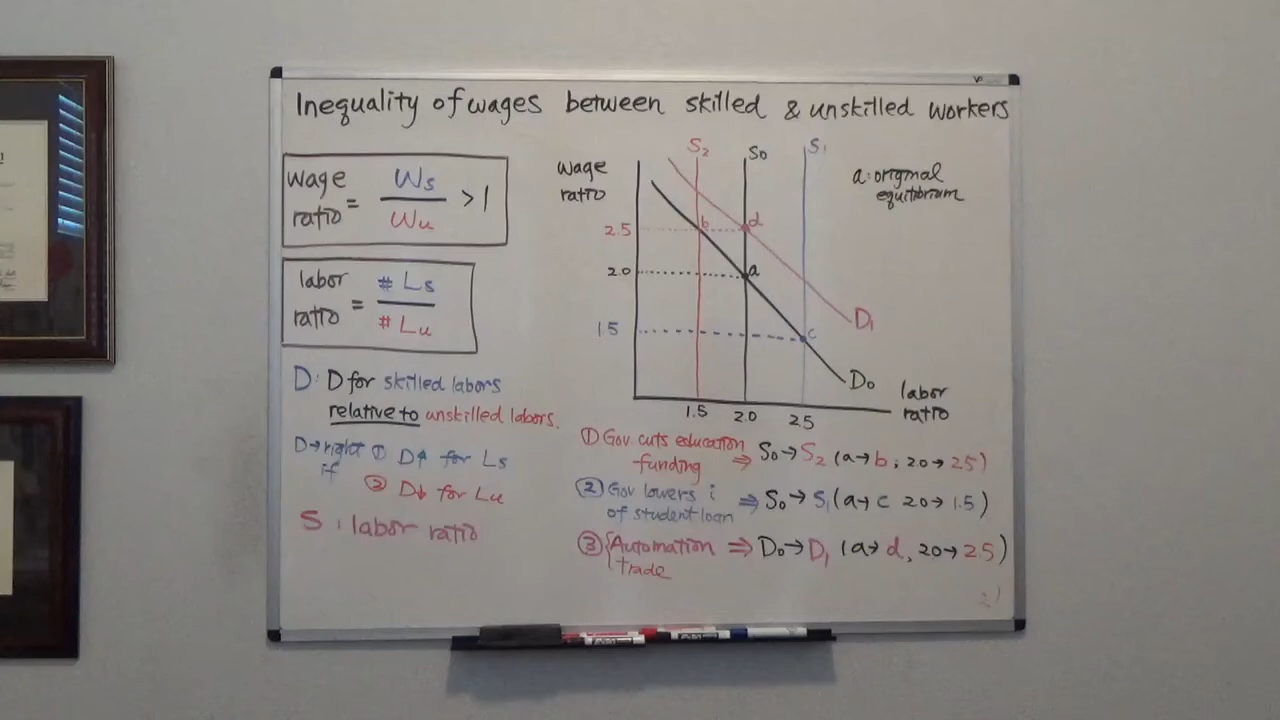 Inequality of wages between skilled & unskilled workers
wage ratio = Ws / Wu > 1
labor ratio = # Ls / # Lu
D: D for skilled labors
relative to unskilled labors.
D→right ① D↑ for Ls
if
② D↓ for Lu
S : labor ratio
wage
ratio
S2 S0 S1
a: original
equilibrium
2.5 b d
2.0 a
1.5 c
D1
D0
labor
ratio
1.5 2.0 2.5
① Gov cuts education
funding ⇒ S0→S2 (a→b, 2.0→2.5)
② Gov lowers i
of student loan ⇒ S0→S1 (a→c 2.0→1.5)
③ { Automation ⇒ D0→D1 (a→d, 2.0→2.5)
trade
21